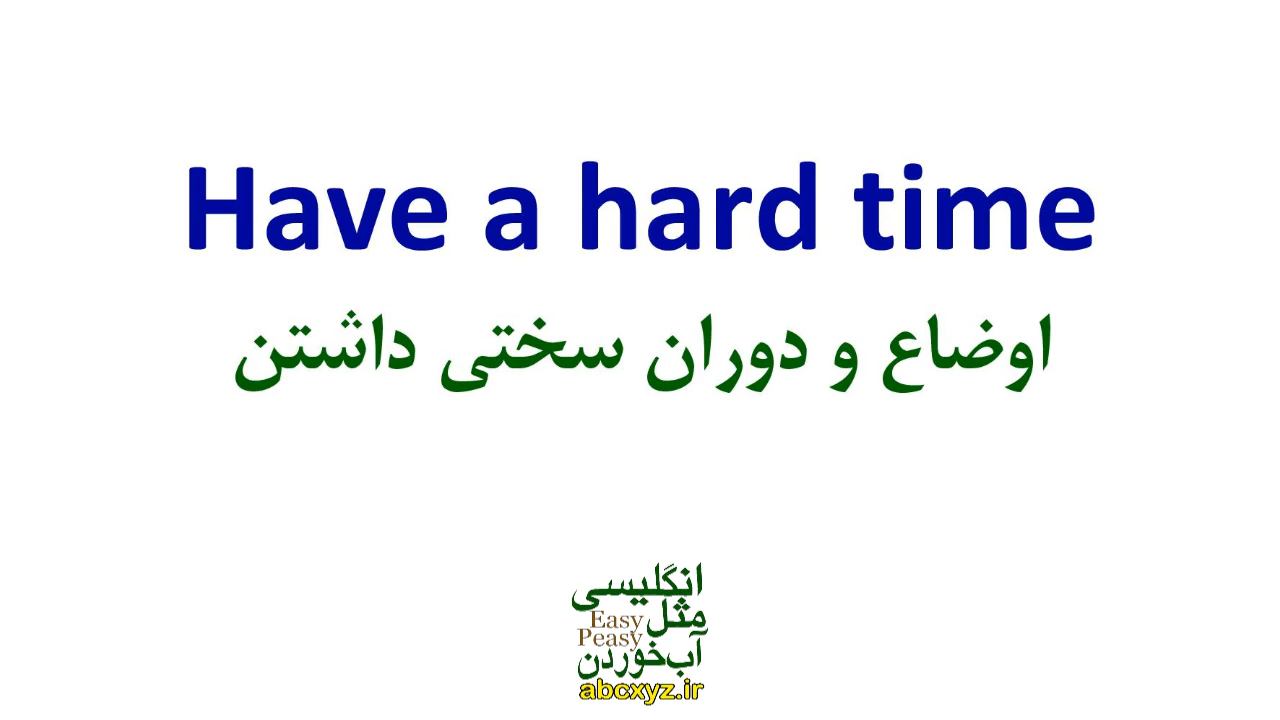 Have a hard time
اوضاع و دوران سختی داشتن
انگلیسی
مثل Easy
Peasy
آب‌خوردن
abcxyz.ir